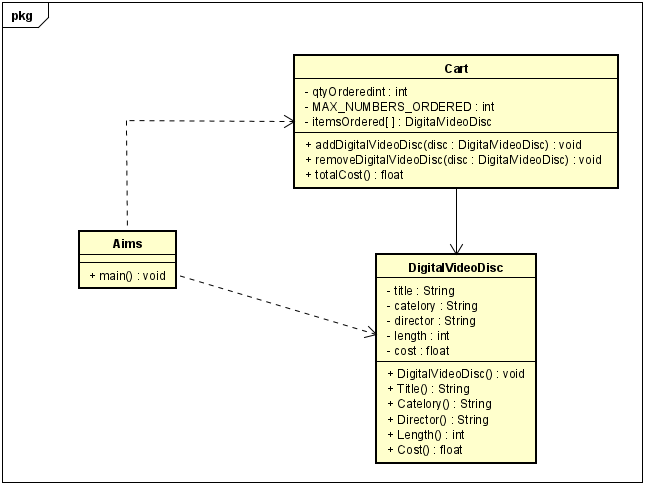 pkg
Cart
- qtyOrderedint : int
- MAX_NUMBERS_ORDERED : int
- itemsOrdered[ ] : DigitalVideoDisc
+ addDigitalVideoDisc(disc : DigitalVideoDisc) : void
+ removeDigitalVideoDisc(disc : DigitalVideoDisc) : void
+ totalCost() : float
Aims
+ main() : void
DigitalVideoDisc
- title : String
- catelory : String
- director : String
- length : int
- cost : float
+ DigitalVideoDisc() : void
+ Title() : String
+ Catelory() : String
+ Director() : String
+ Length() : int
+ Cost() : float